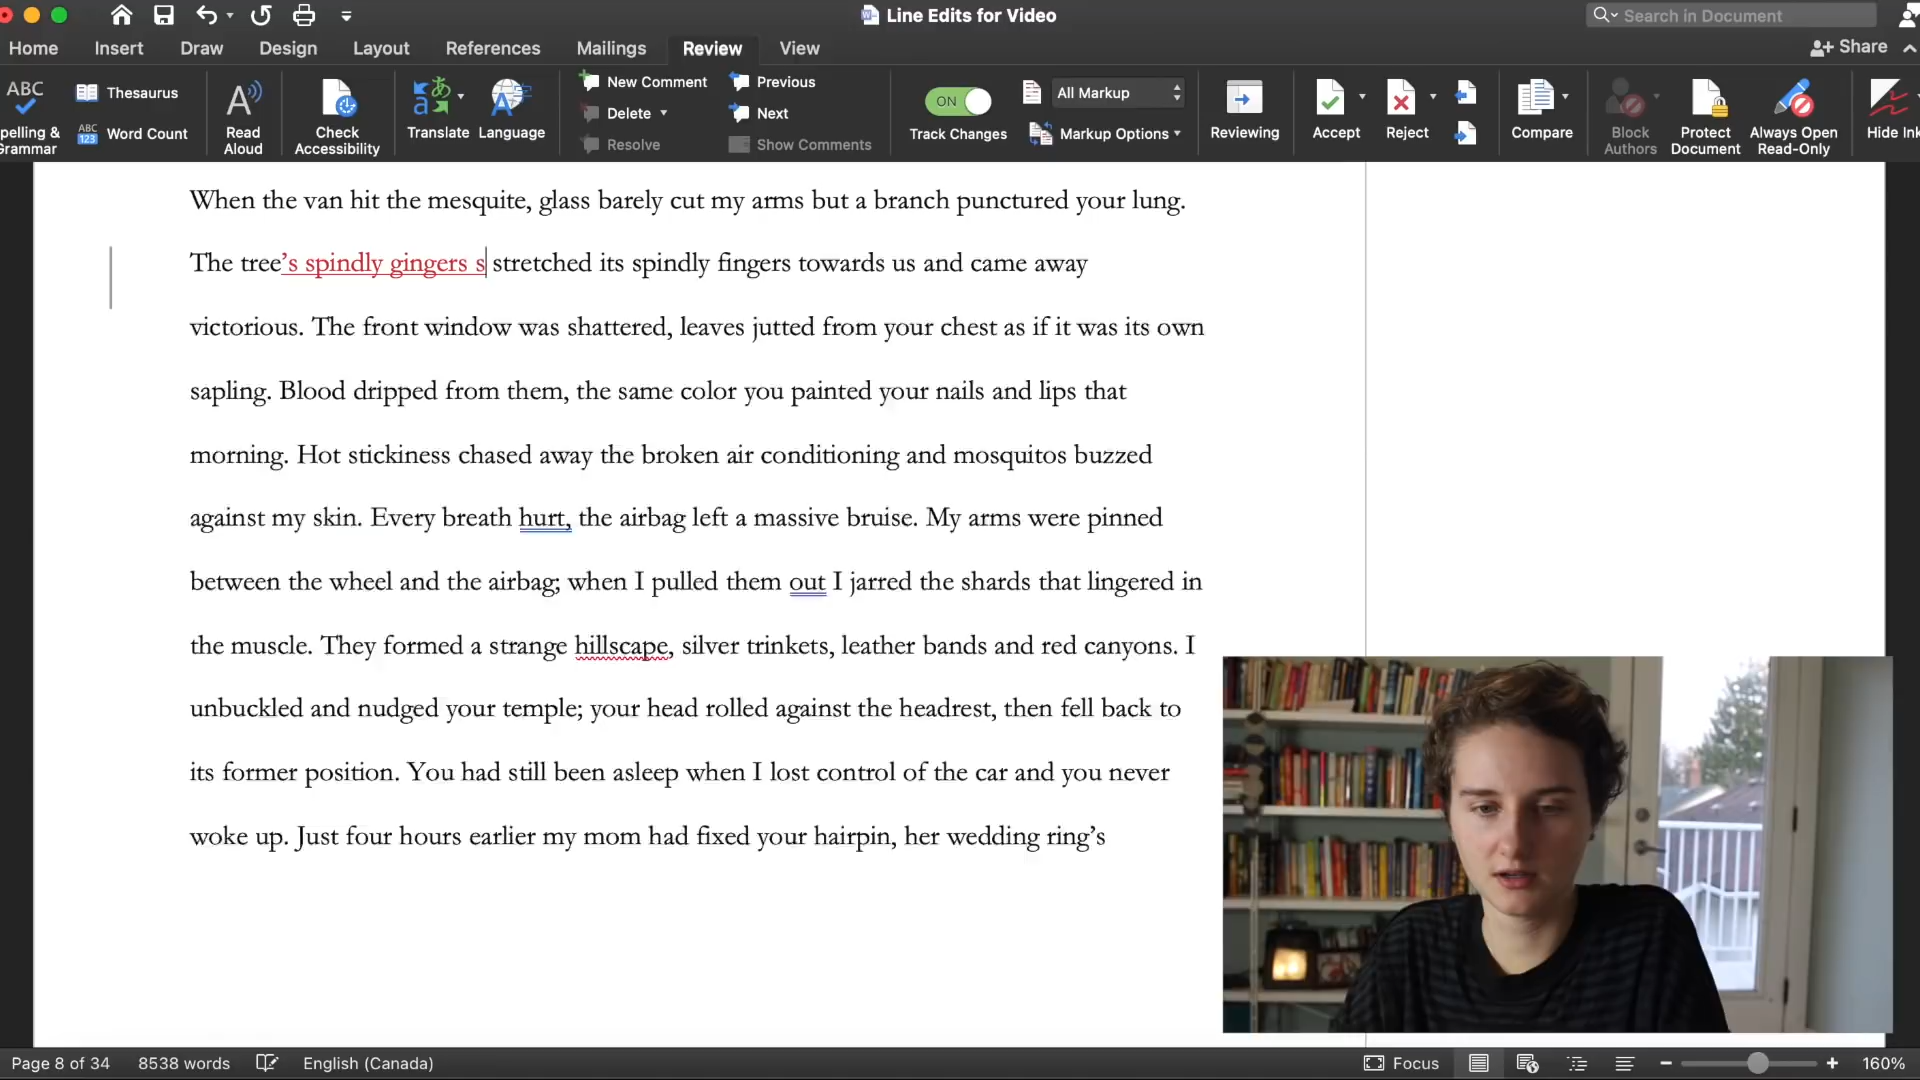 Line Edits for Video
Search in Document
Home Insert Draw Design Layout References Mailings Review View
Share
ABC
pelling & Grammar
Thesaurus
ABC 123 Word Count
A
Read Aloud
Check Accessibility
a あ
Translate
A
Language
New Comment
Delete
Resolve
Previous
Next
Show Comments
ON
Track Changes
All Markup
Markup Options
Reviewing
Accept
Reject
Compare
Block Authors
Protect Document
Always Open Read-Only
Hide Ink
When the van hit the mesquite, glass barely cut my arms but a branch punctured your lung.
The tree’s spindly gingers s stretched its spindly fingers towards us and came away
victorious. The front window was shattered, leaves jutted from your chest as if it was its own
sapling. Blood dripped from them, the same color you painted your nails and lips that
morning. Hot stickiness chased away the broken air conditioning and mosquitos buzzed
against my skin. Every breath hurt, the airbag left a massive bruise. My arms were pinned
between the wheel and the airbag; when I pulled them out I jarred the shards that lingered in
the muscle. They formed a strange hillscape, silver trinkets, leather bands and red canyons. I
unbuckled and nudged your temple; your head rolled against the headrest, then fell back to
its former position. You had still been asleep when I lost control of the car and you never
woke up. Just four hours earlier my mom had fixed your hairpin, her wedding ring’s
Page 8 of 34 8538 words English (Canada) Focus 160%